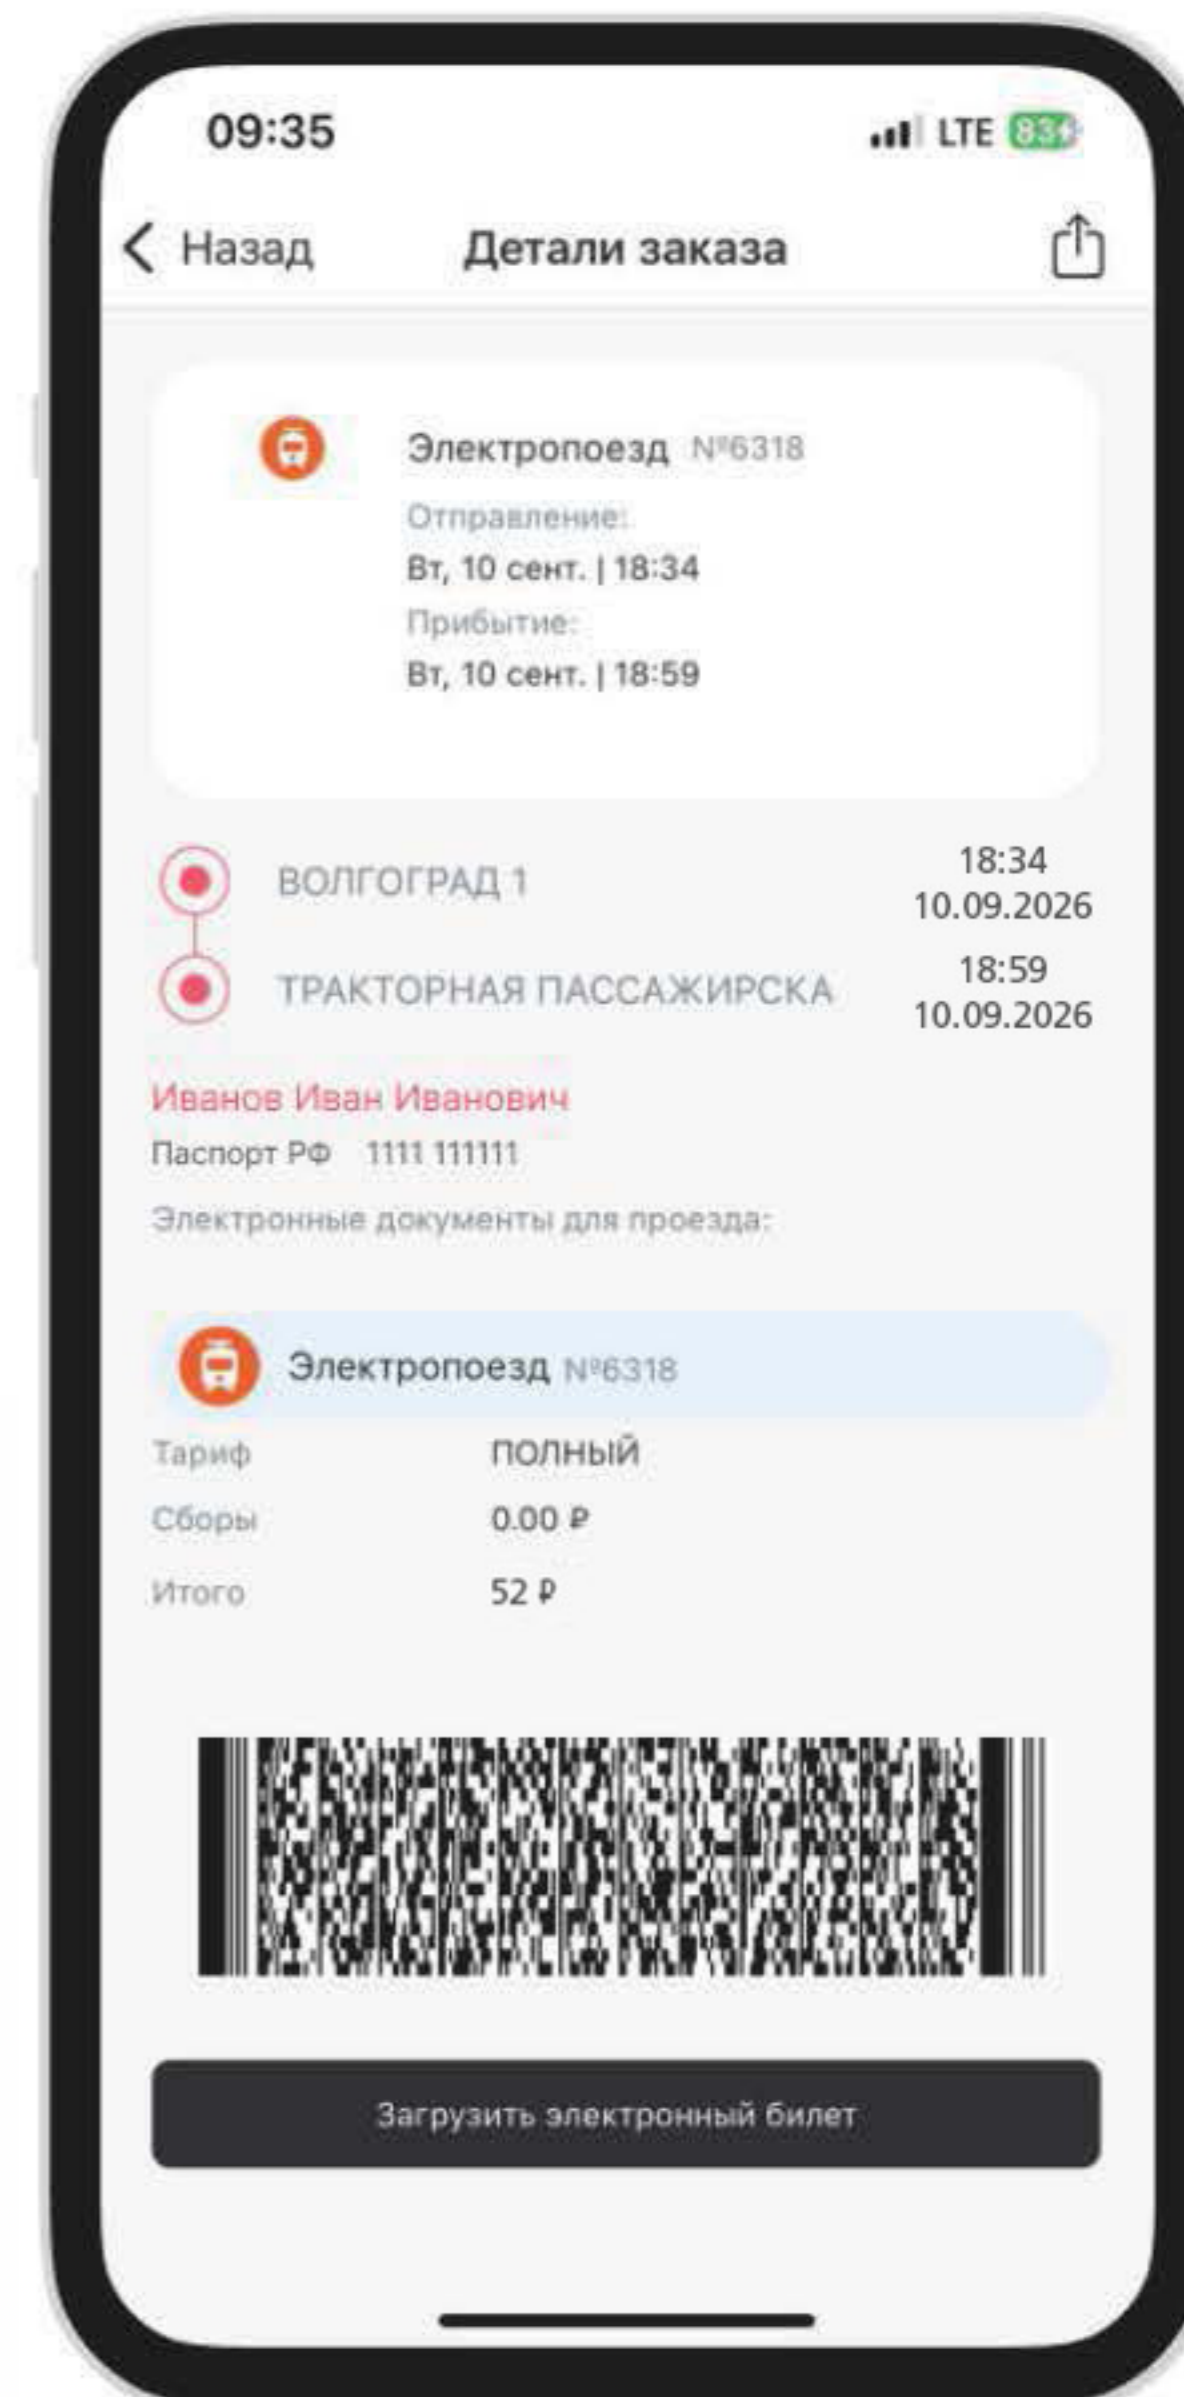 09:35 LTE 83
Назад Детали заказа
Электропоезд №6318
Отправление:
Вт, 10 сент. | 18:34
Прибытие:
Вт, 10 сент. | 18:59
ВОЛГОГРАД 1 18:34
10.09.2026
ТРАКТОРНАЯ ПАССАЖИРСКА 18:59
10.09.2026
Иванов Иван Иванович
Паспорт РФ 1111 111111
Электронные документы для проезда:
Электропоезд №6318
Тариф ПОЛНЫЙ
Сборы 0.00 ₽
Итого 52 ₽
Загрузить электронный билет